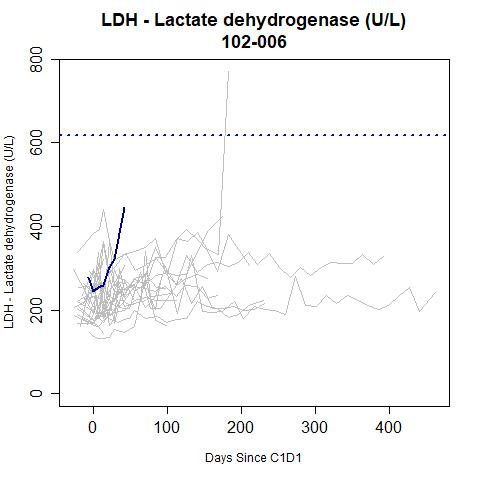 LDH - Lactate dehydrogenase (U/L)
102-006
LDH - Lactate dehydrogenase (U/L)
800
600
400
200
0
0 100 200 300 400
Days Since C1D1